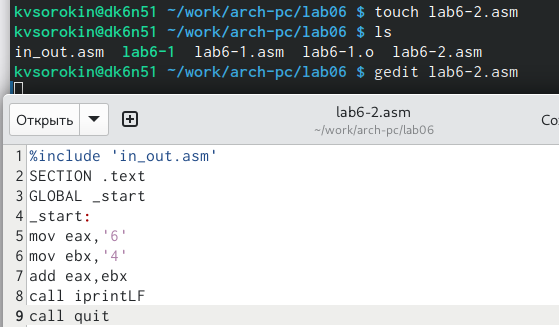 kvsorokin@dk6n51 ~/work/arch-pc/lab06 $ touch lab6-2.asm
kvsorokin@dk6n51 ~/work/arch-pc/lab06 $ ls
in_out.asm  lab6-1  lab6-1.asm  lab6-1.o  lab6-2.asm
kvsorokin@dk6n51 ~/work/arch-pc/lab06 $ gedit lab6-2.asm
Открыть
lab6-2.asm
~/work/arch-pc/lab06
Со
1 %include 'in_out.asm'
2 SECTION .text
3 GLOBAL _start
4 _start:
5 mov eax,'6'
6 mov ebx,'4'
7 add eax,ebx
8 call iprintLF
9 call quit